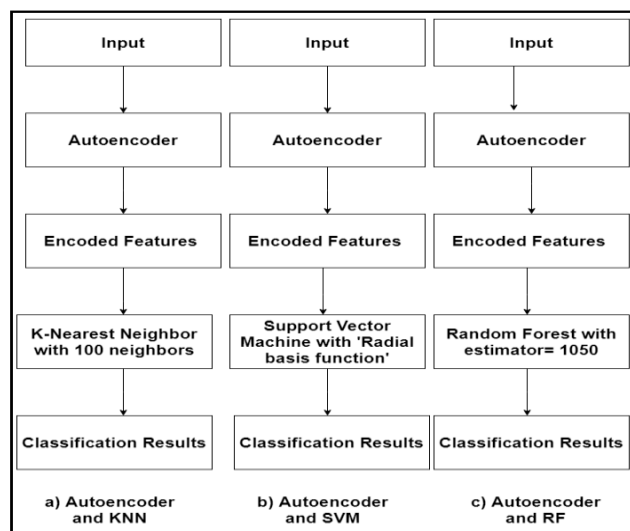 Input
Autoencoder
Encoded Features
K-Nearest Neighbor
with 100 neighbors
Classification Results
a) Autoencoder
and KNN
Input
Autoencoder
Encoded Features
Support Vector
Machine with 'Radial
basis function'
Classification Results
b) Autoencoder
and SVM
Input
Autoencoder
Encoded Features
Random Forest with
estimator= 1050
Classification Results
c) Autoencoder
and RF